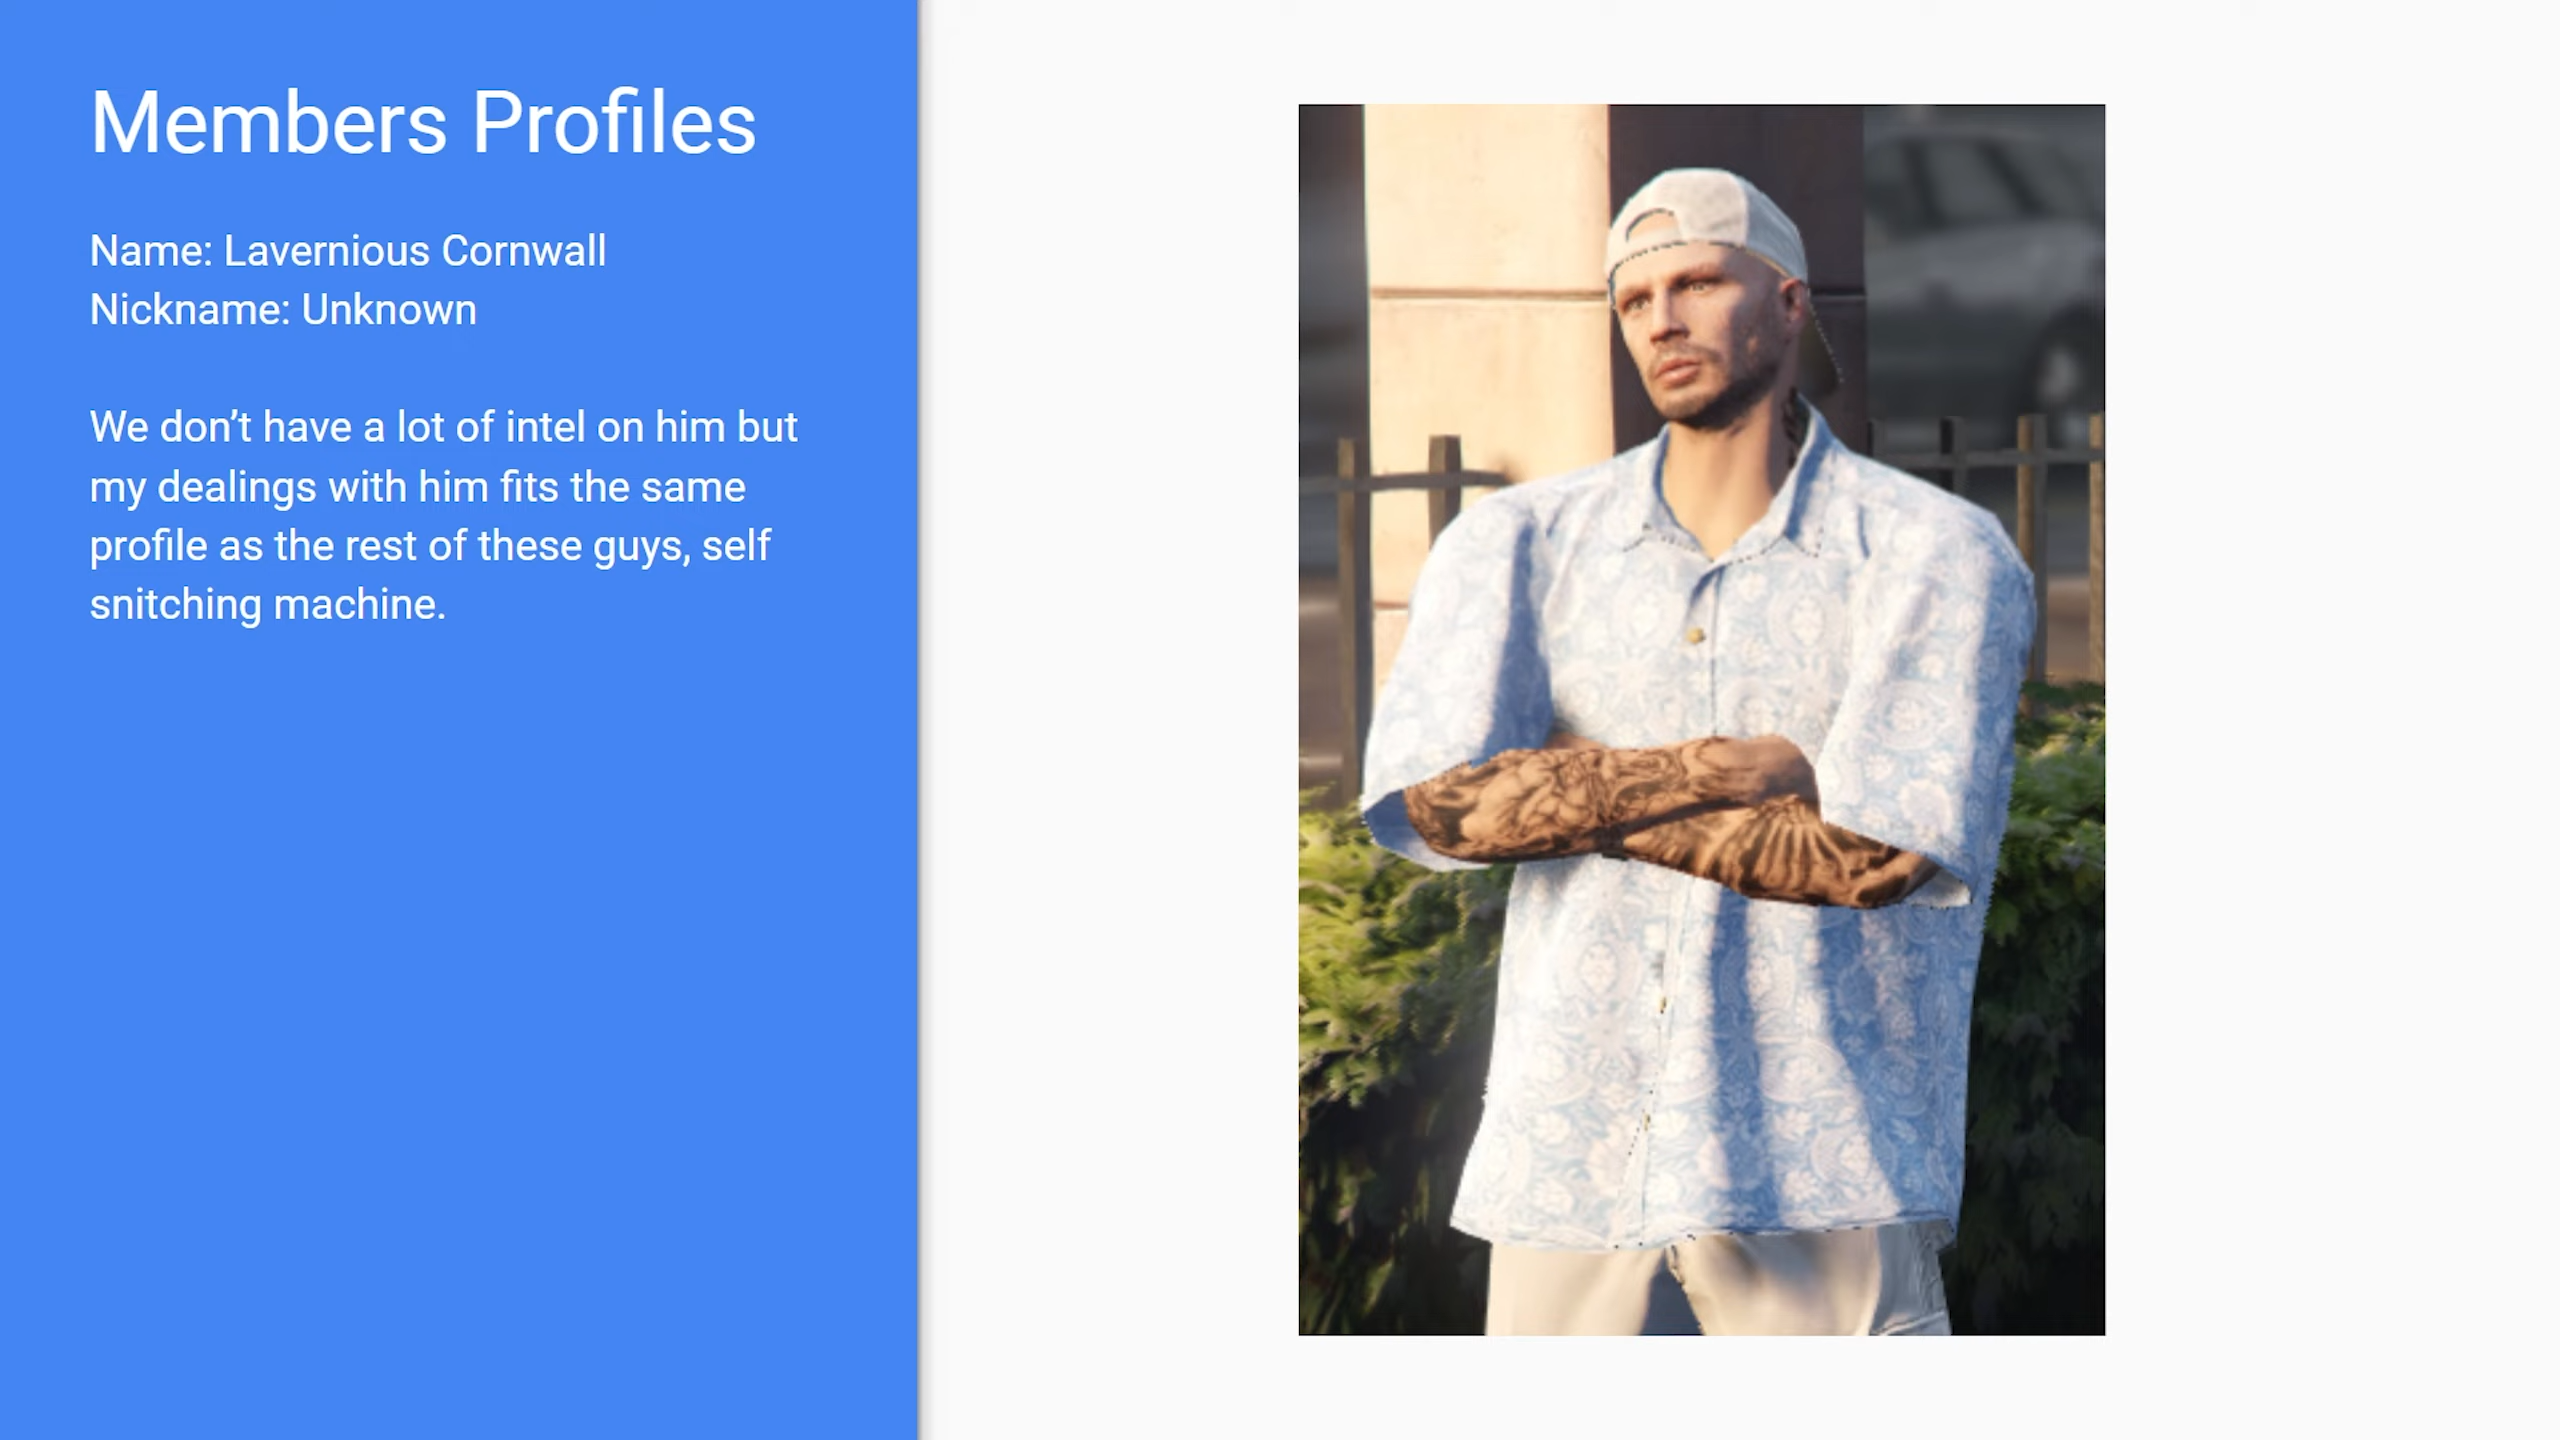 Members Profiles
Name: Lavernious Cornwall
Nickname: Unknown
We don’t have a lot of intel on him but
my dealings with him fits the same
profile as the rest of these guys, self
snitching machine.